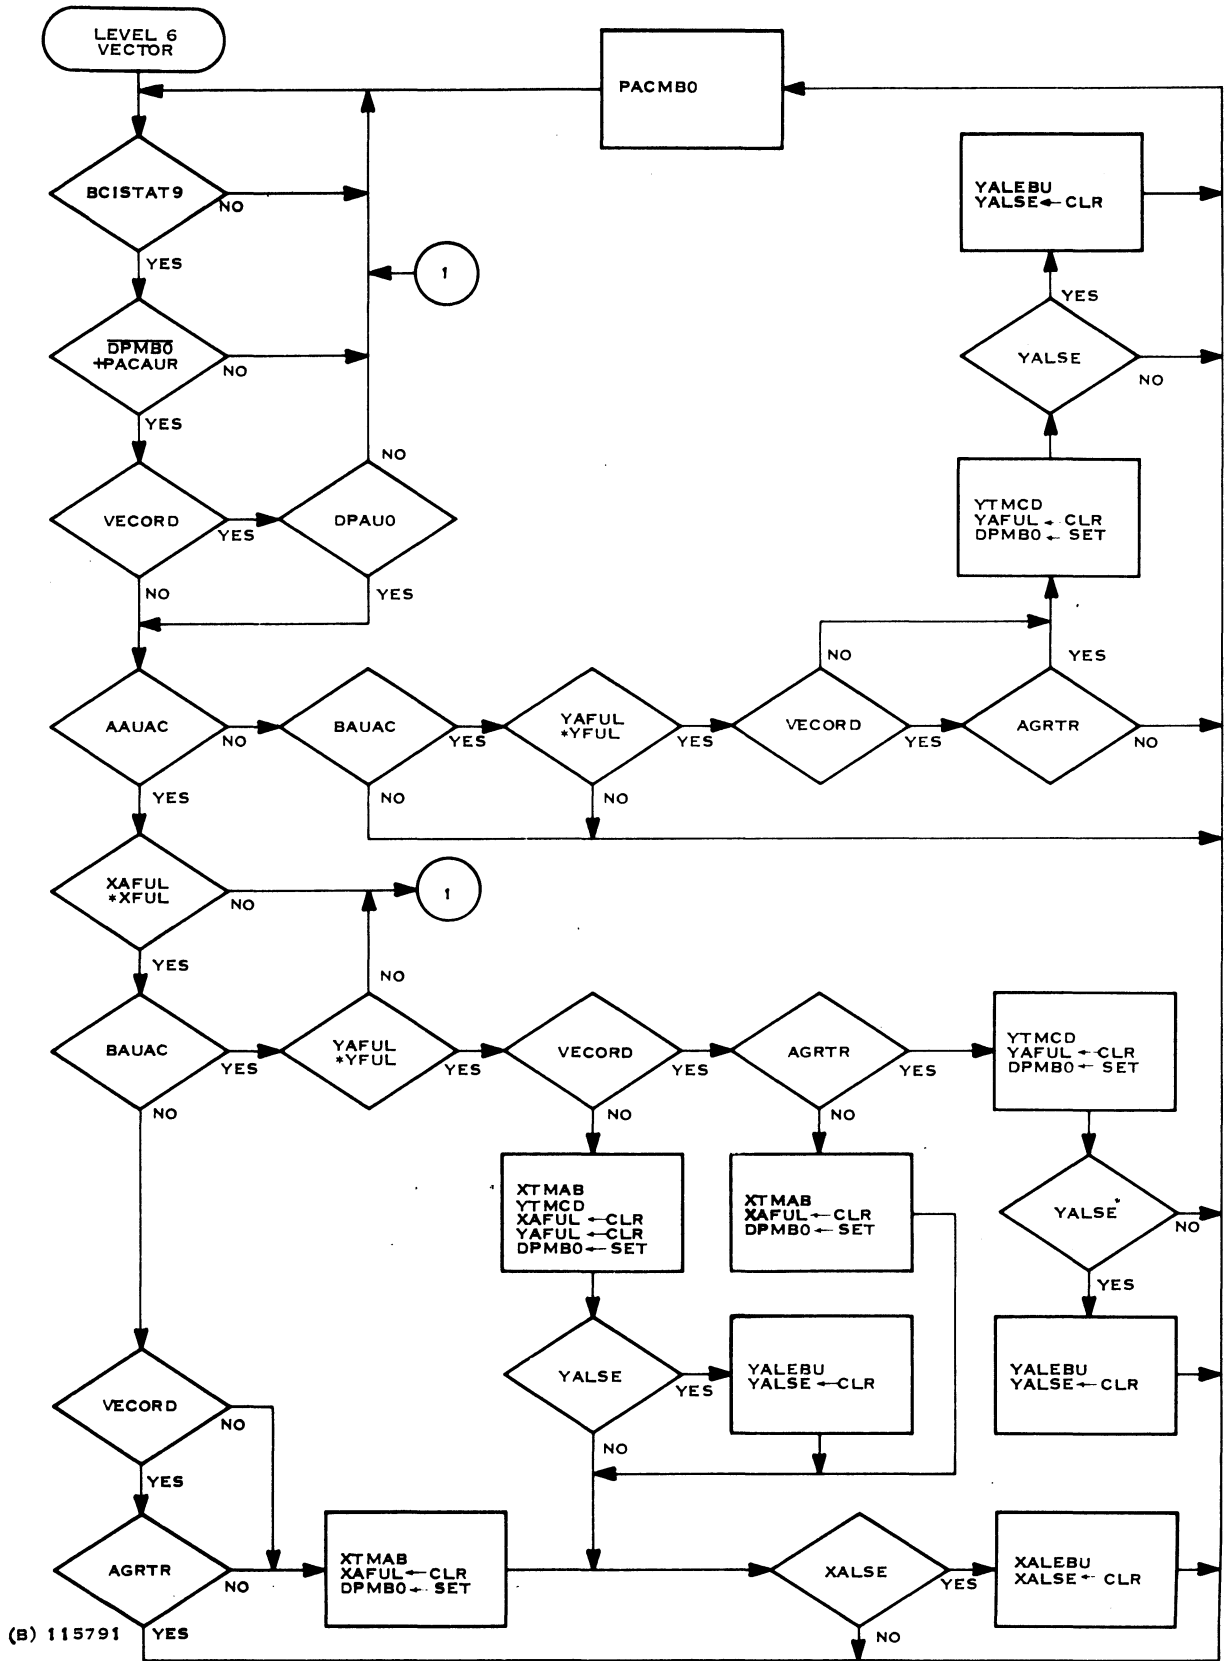 LEVEL 6
VECTOR
PACMB0
BCISTAT9
NO
YES
YALEBU
YALSE←CLR
1
YES
DPMB0
+PACAUR
NO
YES
YALSE
NO
NO
VECORD
YES
DPAU0
YTMCD
YAFUL ← CLR
DPMB0 ← SET
NO
YES
NO
YES
AAUAC
NO
BAUAC
YES
YAFUL
*YFUL
YES
VECORD
YES
AGRTR
NO
YES
NO
NO
XAFUL
*XFUL
NO
1
YES
NO
BAUAC
YES
YAFUL
*YFUL
YES
VECORD
YES
AGRTR
YES
YTMCD
YAFUL ← CLR
DPMB0 ← SET
NO
NO
NO
XTMAB
YTMCD
XAFUL ←CLR
YAFUL ←CLR
DPMB0← SET
XTMAB
XAFUL←CLR
DPMB0← SET
YALSE
NO
YES
YALSE
YES
YALEBU
YALSE ←CLR
YALEBU
YALSE ← CLR
VECORD
NO
NO
YES
AGRTR
NO
XTMAB
XAFUL← CLR
DPMB0 ← SET
XALSE
YES
XALEBU
XALSE ← CLR
(B) 115791
YES
NO